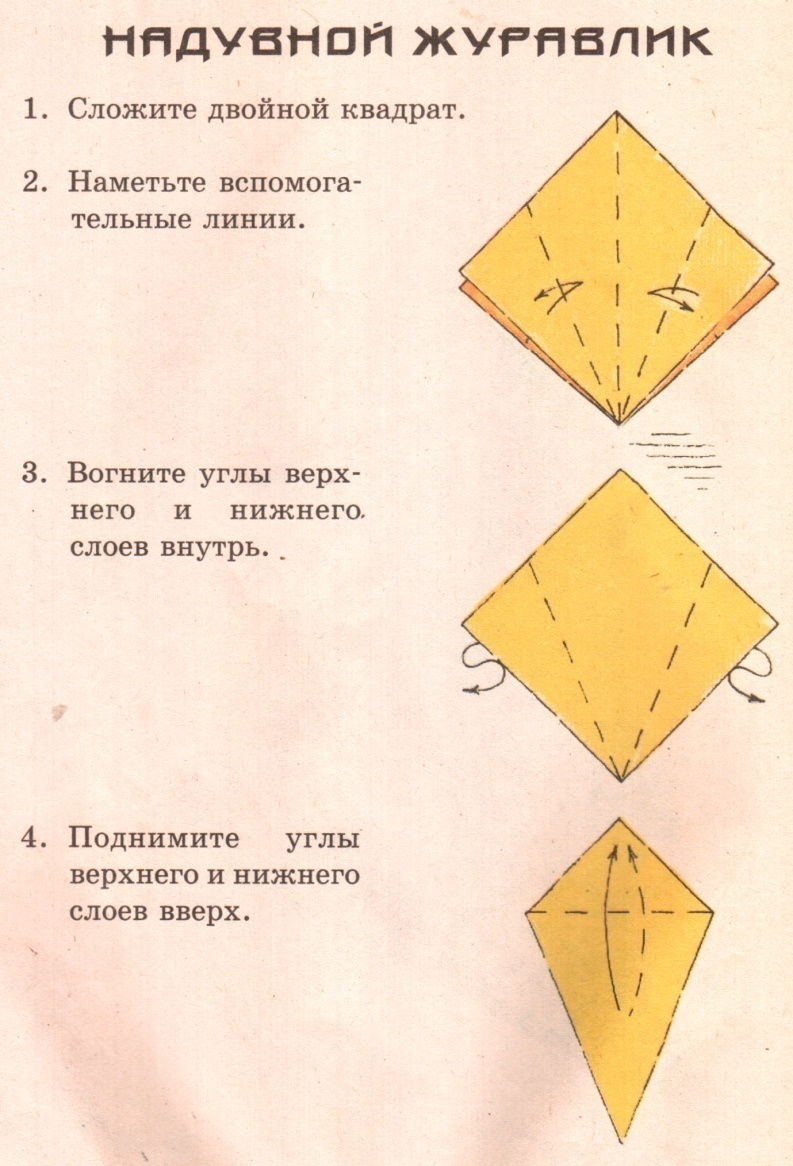 НАДУВНОЙ ЖУРАВЛИК
1. Сложите двойной квадрат.
2. Наметьте вспомога-
тельные линии.
3. Вогните углы верх-
него и нижнего
слоев внутрь.
4. Поднимите углы
верхнего и нижнего
слоев вверх.